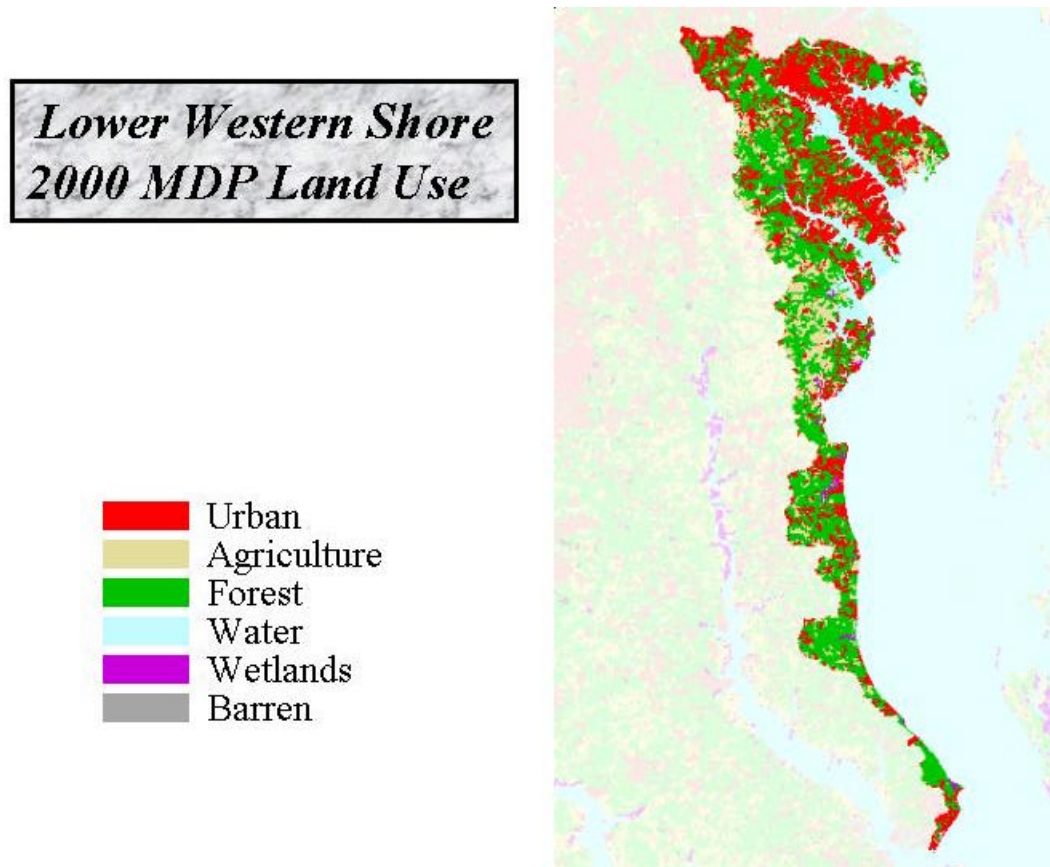 Lower Western Shore
2000 MDP Land Use
Urban
Agriculture
Forest
Water
Wetlands
Barren